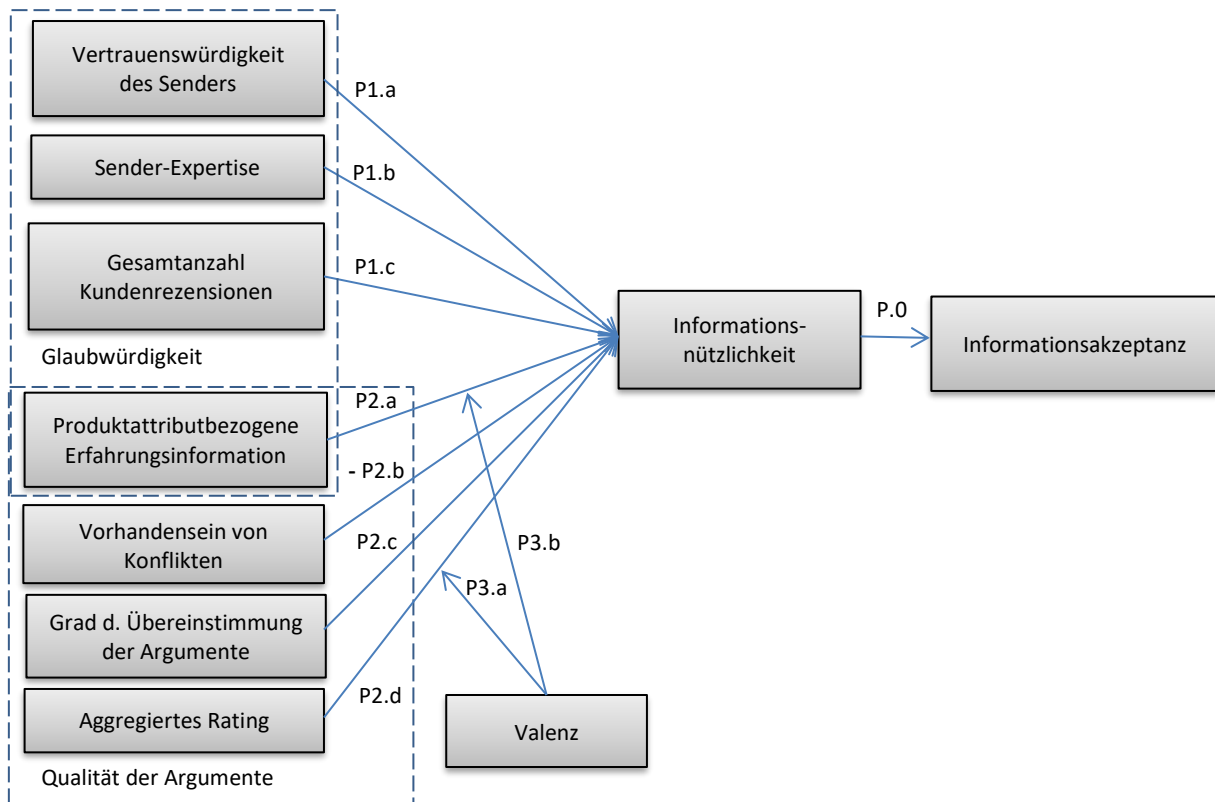 Vertrauenswürdigkeit
des Senders
P1.a
Sender-Expertise
P1.b
Gesamtanzahl
Kundenrezensionen
P1.c
Glaubwürdigkeit
Informations-
nützlichkeit
P.0
Informationsakzeptanz
Produktattributbezogene
Erfahrungsinformation
P2.a
- P2.b
Vorhandensein von
Konflikten
P2.c
P3.b
P3.a
Grad d. Übereinstimmung
der Argumente
P2.d
Aggregiertes Rating
Valenz
Qualität der Argumente